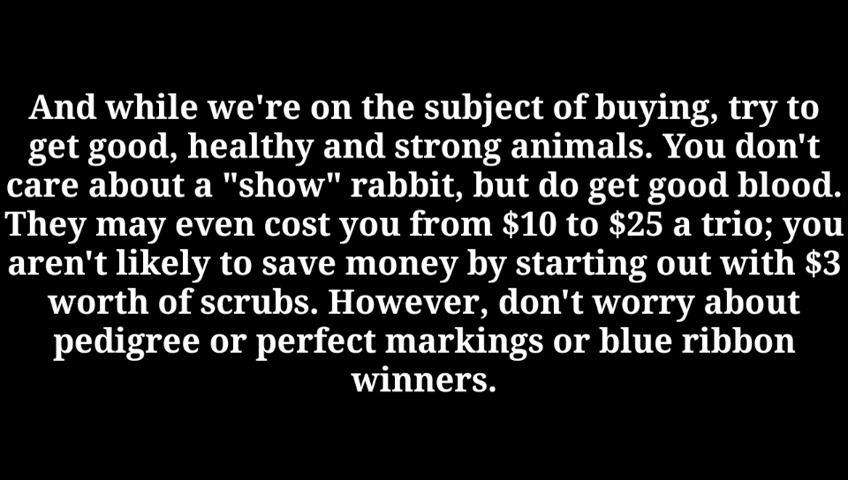 And while we're on the subject of buying, try to
get good, healthy and strong animals. You don't
care about a "show" rabbit, but do get good blood.
They may even cost you from $10 to $25 a trio; you
aren't likely to save money by starting out with $3
worth of scrubs. However, don't worry about
pedigree or perfect markings or blue ribbon
winners.